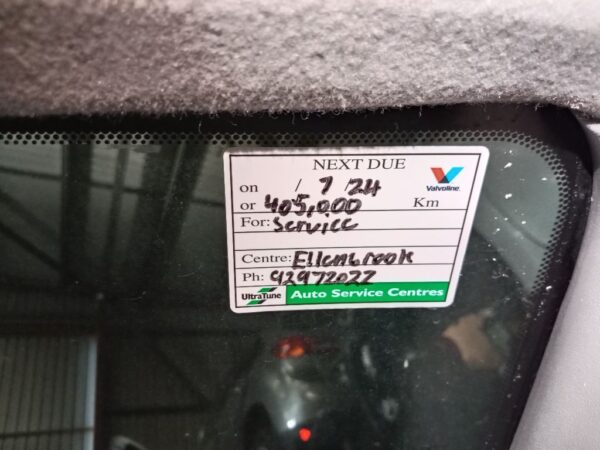 NEXT DUE
Valvoline
on / 7 / 24
or 405,000 Km
For: Service
Centre: Ellenbrook
Ph: 92972022
UltraTune Auto Service Centres